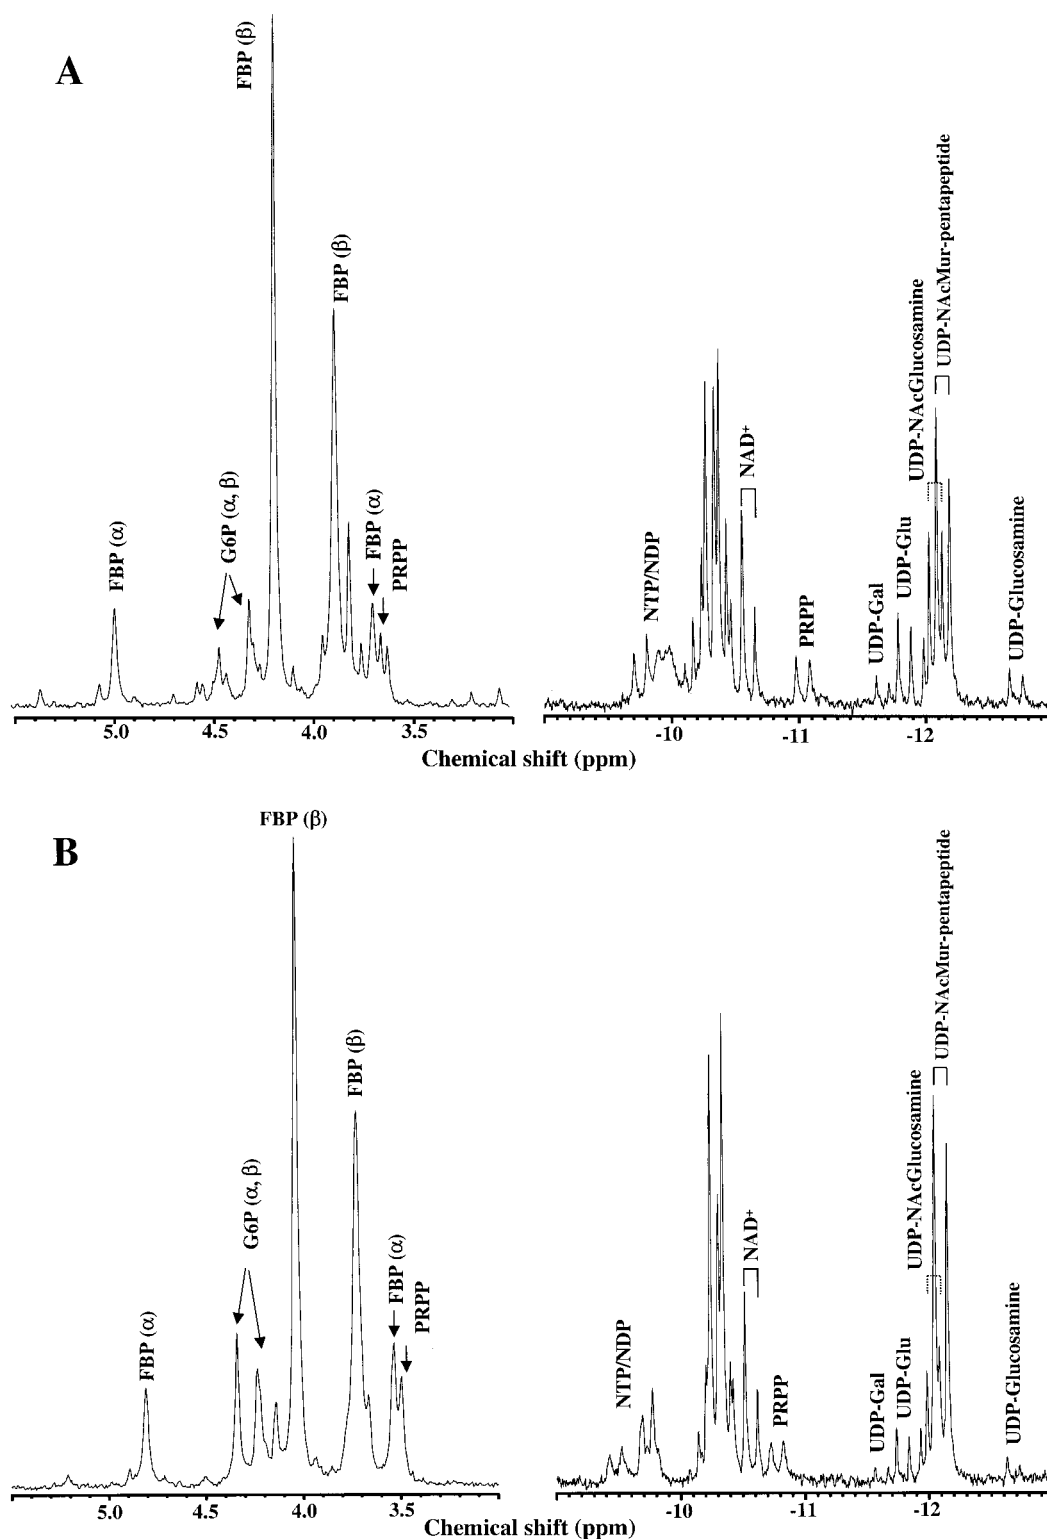 A
FBP (β)
FBP (β)
FBP (α)
G6P (α, β)
FBP (α)
PRPP
NTP/NDP
NAD+
PRPP
UDP-Gal
UDP-Glu
UDP-NAcGlucosamine
UDP-NAcMur-pentapeptide
UDP-Glucosamine
5.0 4.5 4.0 3.5
-10 -11 -12
Chemical shift (ppm)
B
FBP (β)
FBP (β)
FBP (α)
G6P (α, β)
FBP (α)
PRPP
NTP/NDP
NAD+
PRPP
UDP-Gal
UDP-Glu
UDP-NAcGlucosamine
UDP-NAcMur-pentapeptide
UDP-Glucosamine
5.0 4.5 4.0 3.5
-10 -11 -12
Chemical shift (ppm)